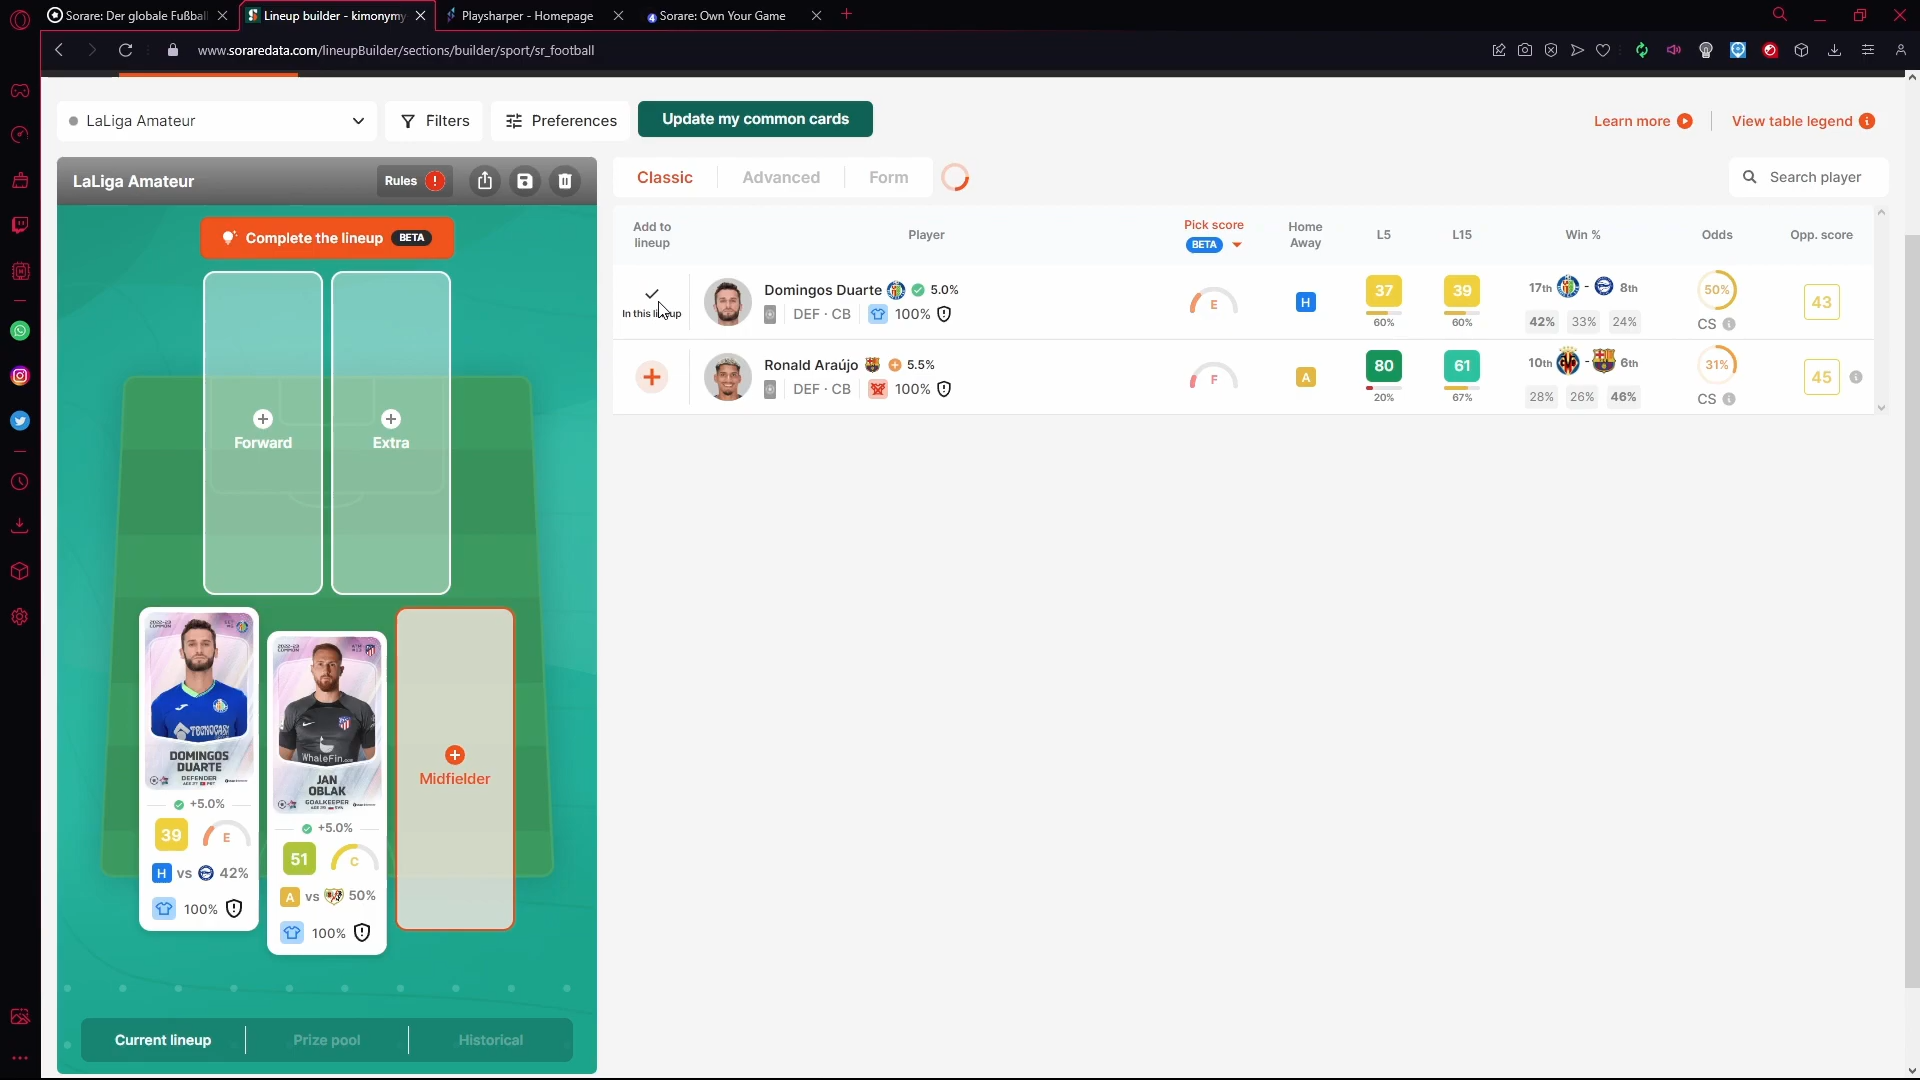 Sorare: Der globale Fußbal
Lineup builder - kimonymy
Playsharper - Homepage
Sorare: Own Your Game
www.soraredata.com/lineupBuilder/sections/builder/sport/sr_football
LaLiga Amateur
Filters
Preferences
Update my common cards
Learn more
View table legend
LaLiga Amateur
Rules
Complete the lineup BETA
Forward
Extra
DOMINGOS
DUARTE
DEFENDER
+5.0%
39 E
H vs 42%
100%
WhaleFin
JAN
OBLAK
GOALKEEPER
+5.0%
51 C
A vs 50%
100%
Midfielder
Current lineup
Prize pool
Historical
Classic
Advanced
Form
Search player
Add to
lineup
Player
Pick score
BETA
Home
Away
L5
L15
Win %
Odds
Opp. score
In this lineup
Domingos Duarte 5.0%
DEF · CB 100%
E
H
37
60%
39
60%
17th - 8th
42% 33% 24%
50%
CS
43
Ronald Araújo 5.5%
DEF · CB 100%
F
A
80
20%
61
67%
10th - 6th
28% 26% 46%
31%
CS
45